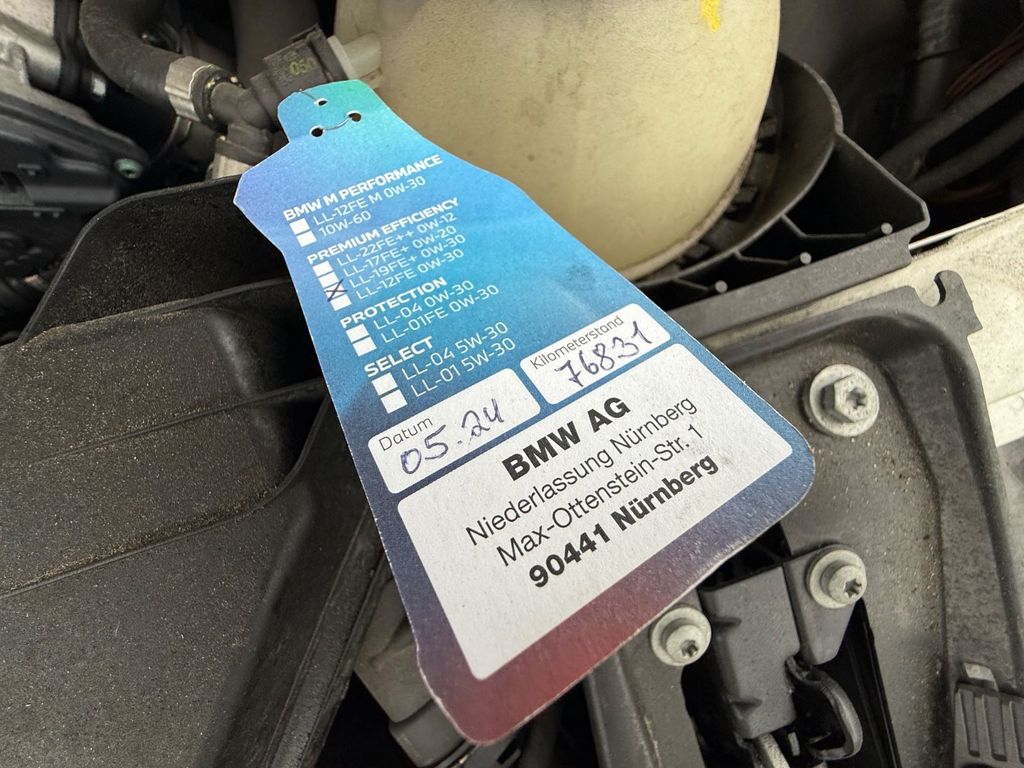 BMW M PERFORMANCE
LL-12FE M 0W-30
10W-60
PREMIUM EFFICIENCY
LL-22FE++ 0W-12
LL-17FE+ 0W-20
LL-19FE+ 0W-30
LL-12FE 0W-30
PROTECTION
LL-04 0W-30
LL-01FE 0W-30
SELECT
LL-04 5W-30
LL-01 5W-30
Datum
05.24
Kilometerstand
76831
BMW AG
Niederlassung Nürnberg
Max-Ottenstein-Str. 1
90441 Nürnberg